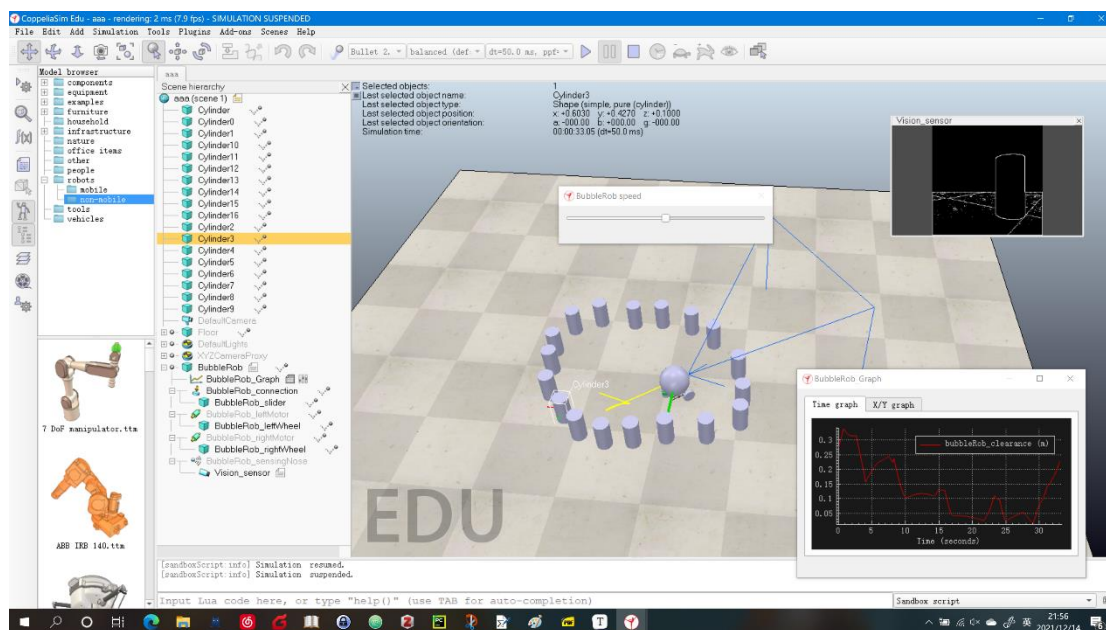 CoppeliaSim Edu - aaa - rendering: 2 ms (7.9 fps) - SIMULATION SUSPENDED
File Edit Add Simulation Tools Plugins Add-ons Scenes Help
Bullet 2. balanced (def: dt=50.0 ms, ppf:
Model browser
components
equipment
examples
furniture
household
infrastructure
nature
office items
other
people
robots
mobile
non-mobile
tools
vehicles
7 DoF manipulator.ttm
ABB IRB 140.ttm
aaa
Scene hierarchy
aaa (scene 1)
Cylinder
Cylinder0
Cylinder1
Cylinder10
Cylinder11
Cylinder12
Cylinder13
Cylinder14
Cylinder15
Cylinder16
Cylinder2
Cylinder3
Cylinder4
Cylinder5
Cylinder6
Cylinder7
Cylinder8
Cylinder9
DefaultCamera
Floor
DefaultLights
XYZCameraProxy
BubbleRob
BubbleRob_Graph
BubbleRob_connection
BubbleRob_slider
BubbleRob_leftMotor
BubbleRob_leftWheel
BubbleRob_rightMotor
BubbleRob_rightWheel
BubbleRob_sensingNose
Vision_sensor
Selected objects: 1
Last selected object name: Cylinder3
Last selected object type: Shape (simple, pure (cylinder))
Last selected object position: x: +0.6030 y: +0.4270 z: +0.1000
Last selected object orientation: a: -000.00 b: +000.00 g: -000.00
Simulation time: 00:00:33.05 (dt=50.0 ms)
Vision_sensor
BubbleRob speed
Cylinder3
EDU
BubbleRob Graph
Time graph X/Y graph
bubbleRob_clearance (m)
0.3
0.25
0.2
0.15
0.1
0.05
0 5 10 15 20 25 30
Time (seconds)
[sandboxScript:info] Simulation resumed.
[sandboxScript:info] Simulation suspended.
Input Lua code here, or type "help()" (use TAB for auto-completion)
Sandbox script
英
21:56
2021/12/14